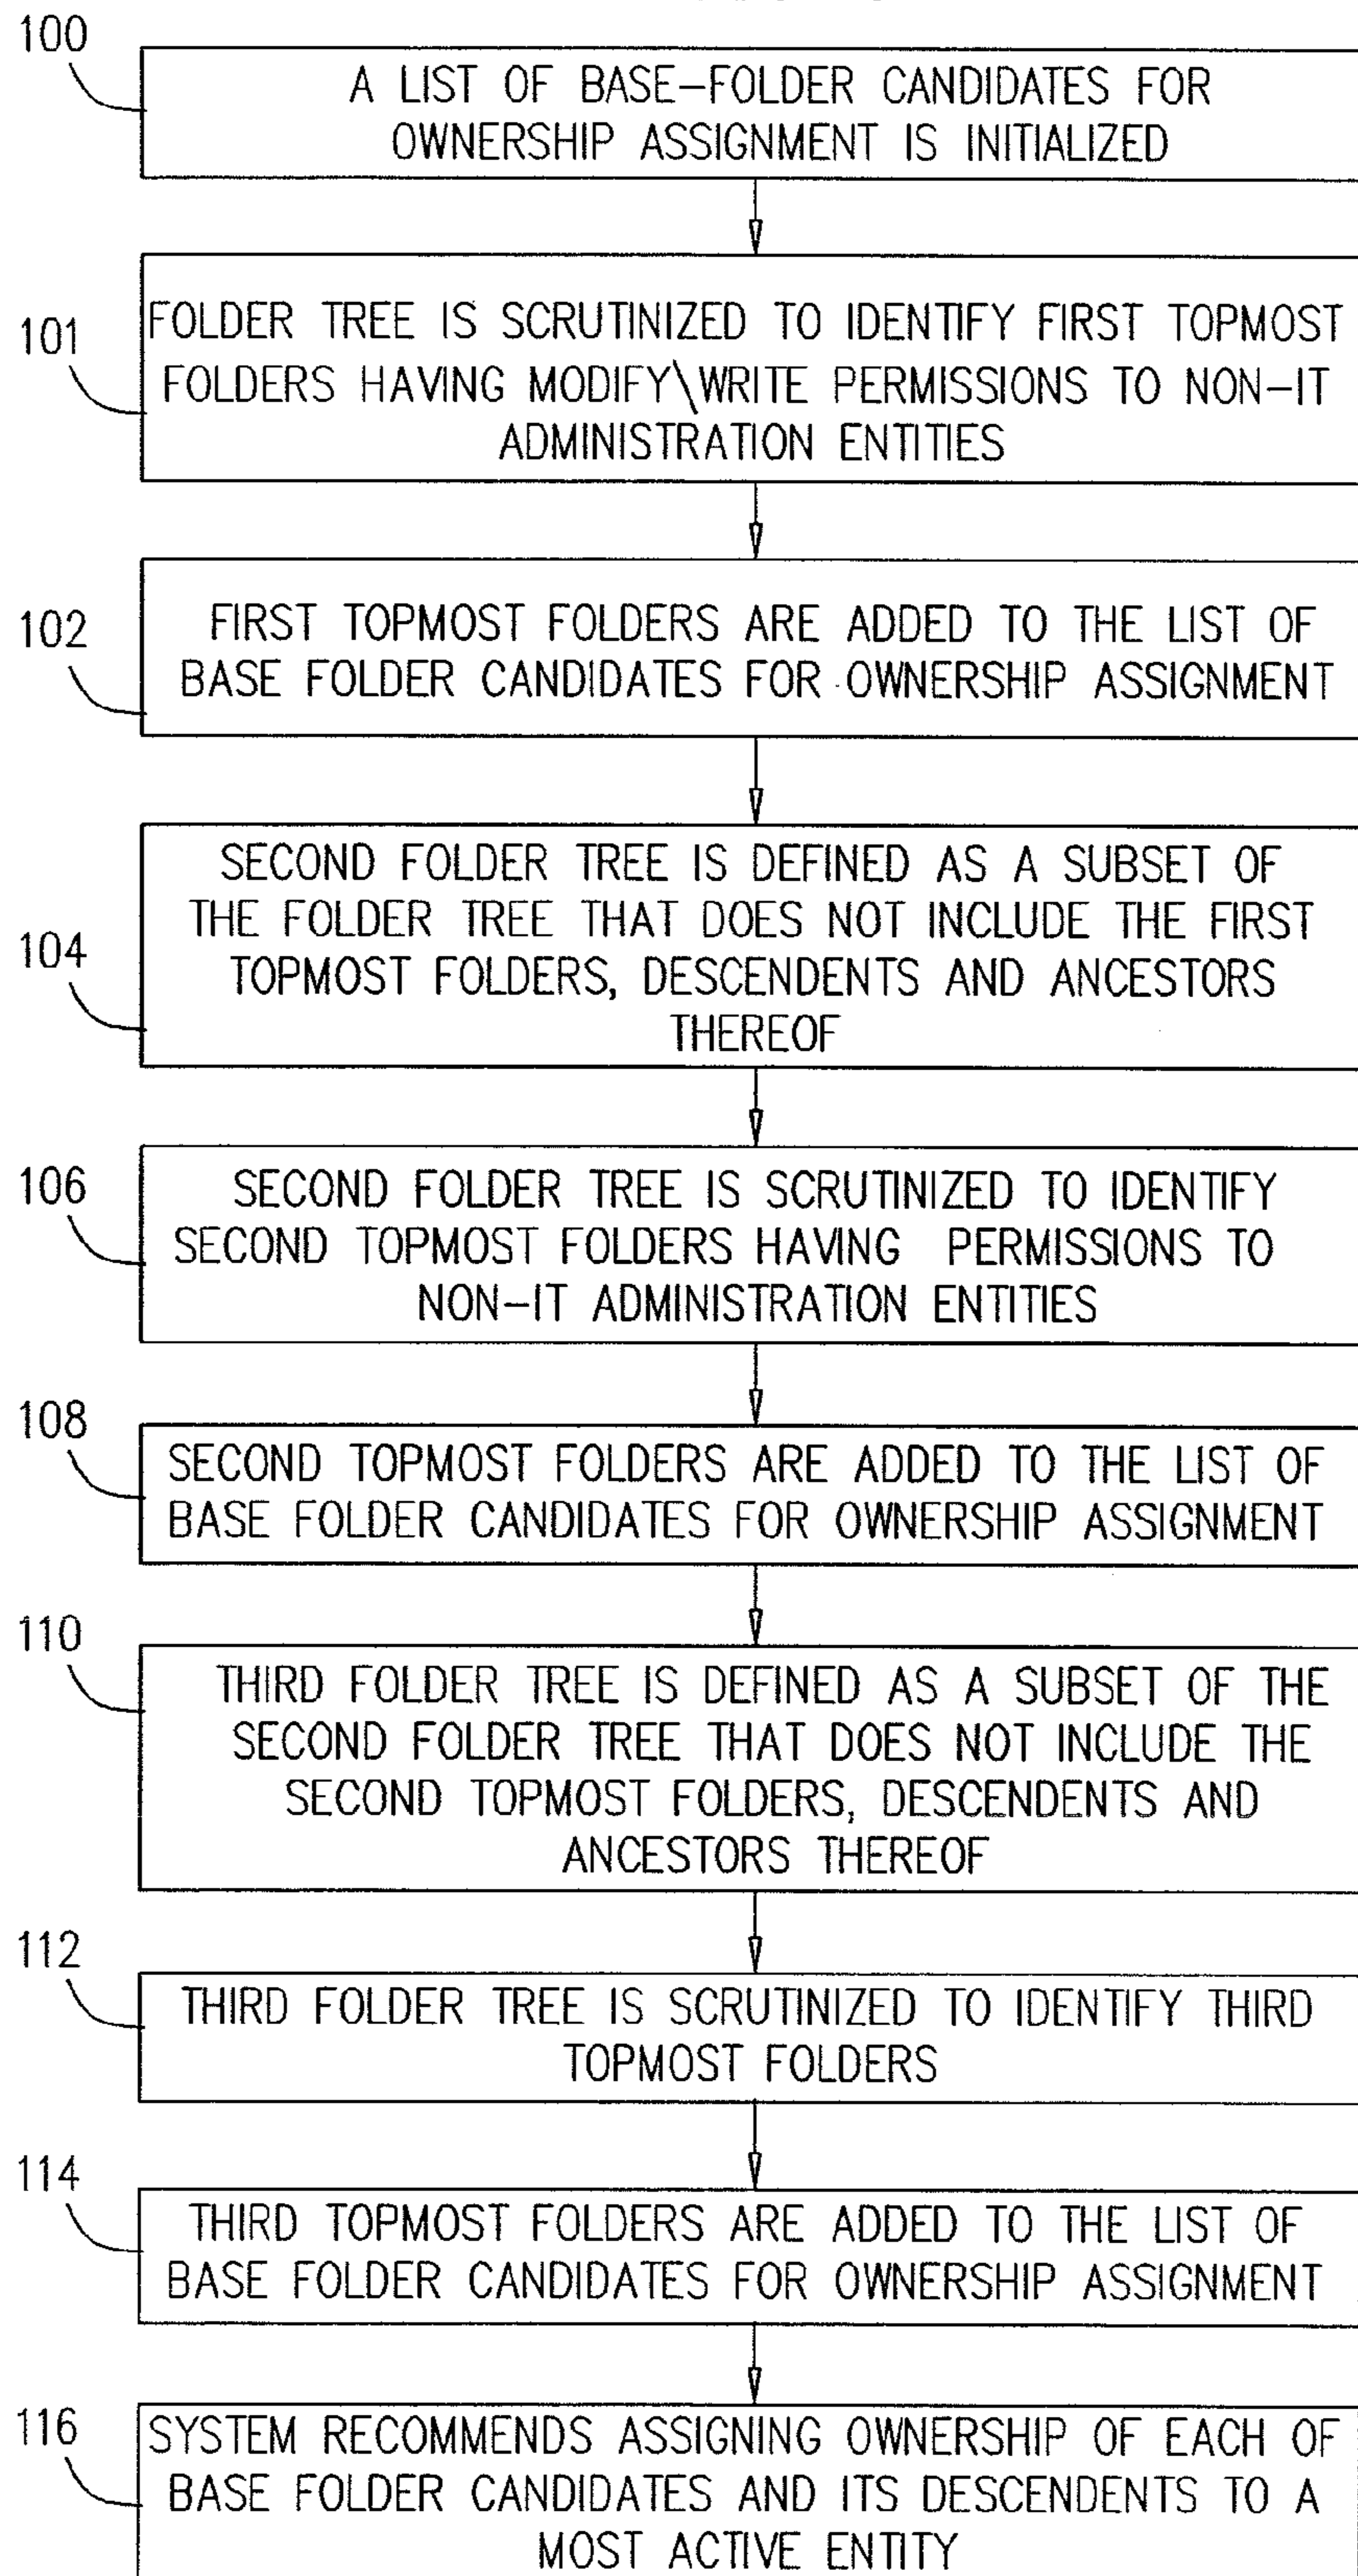 100
A LIST OF BASE-FOLDER CANDIDATES FOR
OWNERSHIP ASSIGNMENT IS INITIALIZED
101
FOLDER TREE IS SCRUTINIZED TO IDENTIFY FIRST TOPMOST
FOLDERS HAVING MODIFY\WRITE PERMISSIONS TO NON-IT
ADMINISTRATION ENTITIES
102
FIRST TOPMOST FOLDERS ARE ADDED TO THE LIST OF
BASE FOLDER CANDIDATES FOR OWNERSHIP ASSIGNMENT
104
SECOND FOLDER TREE IS DEFINED AS A SUBSET OF
THE FOLDER TREE THAT DOES NOT INCLUDE THE FIRST
TOPMOST FOLDERS, DESCENDENTS AND ANCESTORS
THEREOF
106
SECOND FOLDER TREE IS SCRUTINIZED TO IDENTIFY
SECOND TOPMOST FOLDERS HAVING PERMISSIONS TO
NON-IT ADMINISTRATION ENTITIES
108
SECOND TOPMOST FOLDERS ARE ADDED TO THE LIST OF
BASE FOLDER CANDIDATES FOR OWNERSHIP ASSIGNMENT
110
THIRD FOLDER TREE IS DEFINED AS A SUBSET OF THE
SECOND FOLDER TREE THAT DOES NOT INCLUDE THE
SECOND TOPMOST FOLDERS, DESCENDENTS AND
ANCESTORS THEREOF
112
THIRD FOLDER TREE IS SCRUTINIZED TO IDENTIFY THIRD
TOPMOST FOLDERS
114
THIRD TOPMOST FOLDERS ARE ADDED TO THE LIST OF
BASE FOLDER CANDIDATES FOR OWNERSHIP ASSIGNMENT
116
SYSTEM RECOMMENDS ASSIGNING OWNERSHIP OF EACH OF
BASE FOLDER CANDIDATES AND ITS DESCENDENTS TO A
MOST ACTIVE ENTITY